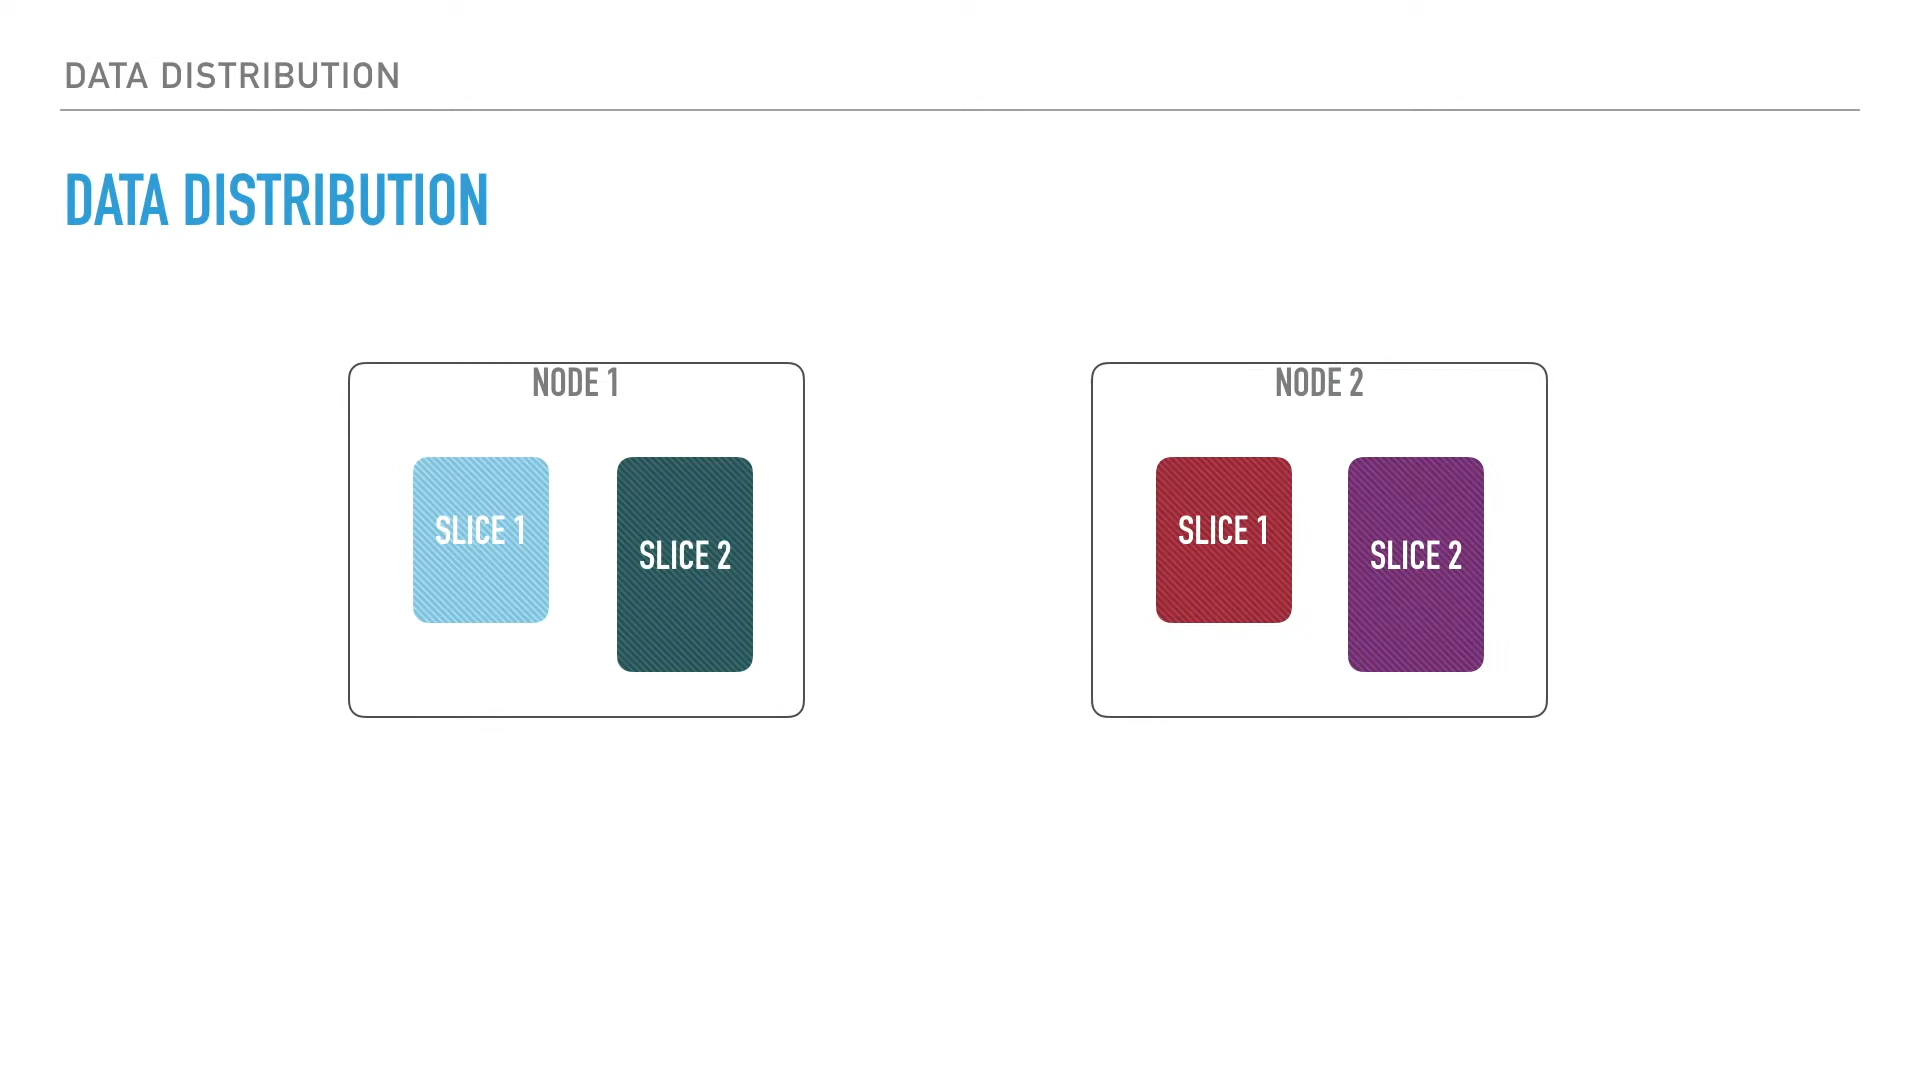 DATA DISTRIBUTION
DATA DISTRIBUTION
NODE 1
SLICE 1
SLICE 2
NODE 2
SLICE 1
SLICE 2